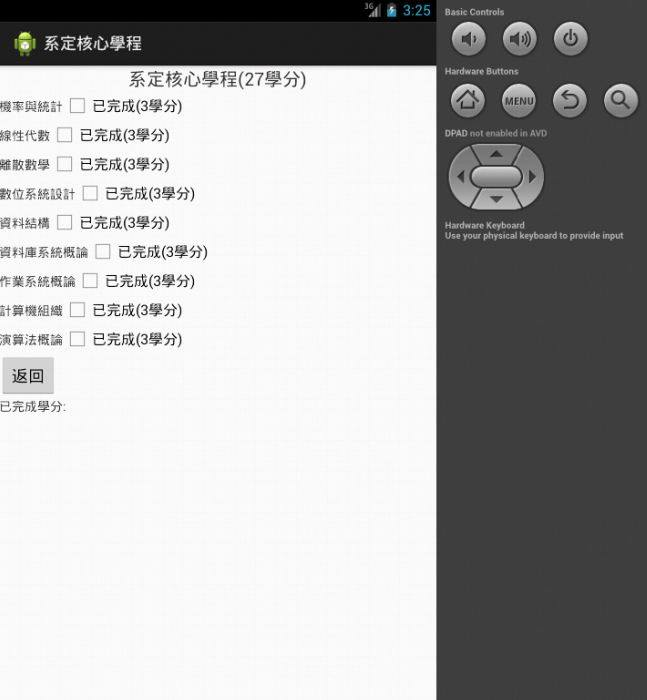 3G 3:25
系定核心學程
系定核心學程(27學分)
機率與統計 已完成(3學分)
線性代數 已完成(3學分)
離散數學 已完成(3學分)
數位系統設計 已完成(3學分)
資料結構 已完成(3學分)
資料庫系統概論 已完成(3學分)
作業系統概論 已完成(3學分)
計算機組織 已完成(3學分)
演算法概論 已完成(3學分)
返回
已完成學分:
Basic Controls
Hardware Buttons
MENU
DPAD not enabled in AVD
Hardware Keyboard
Use your physical keyboard to provide input